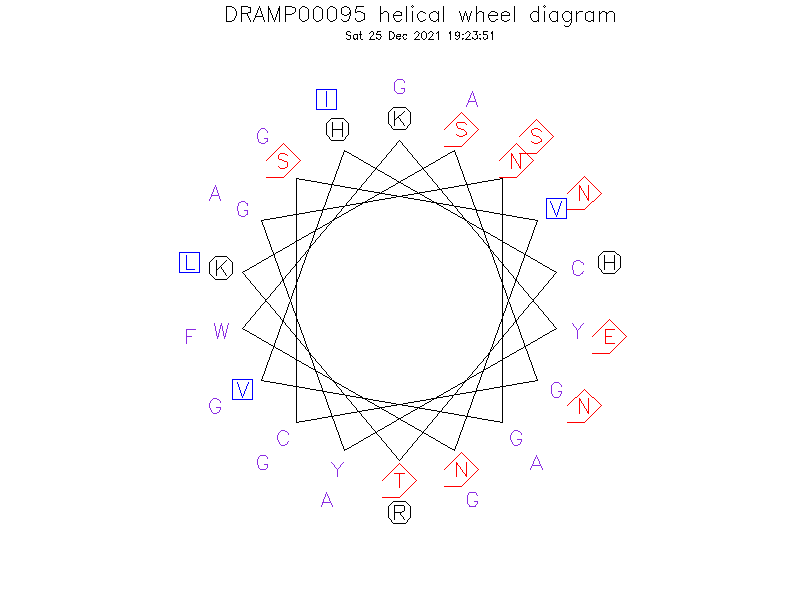 DRAMP00095 helical wheel diagram
Sat 25 Dec 2021 19:23:51
G
I A
K
H S S
G S N
A N
G V
L K C H
F W Y E
V G
G N
C G
G A
Y T N
A G
R